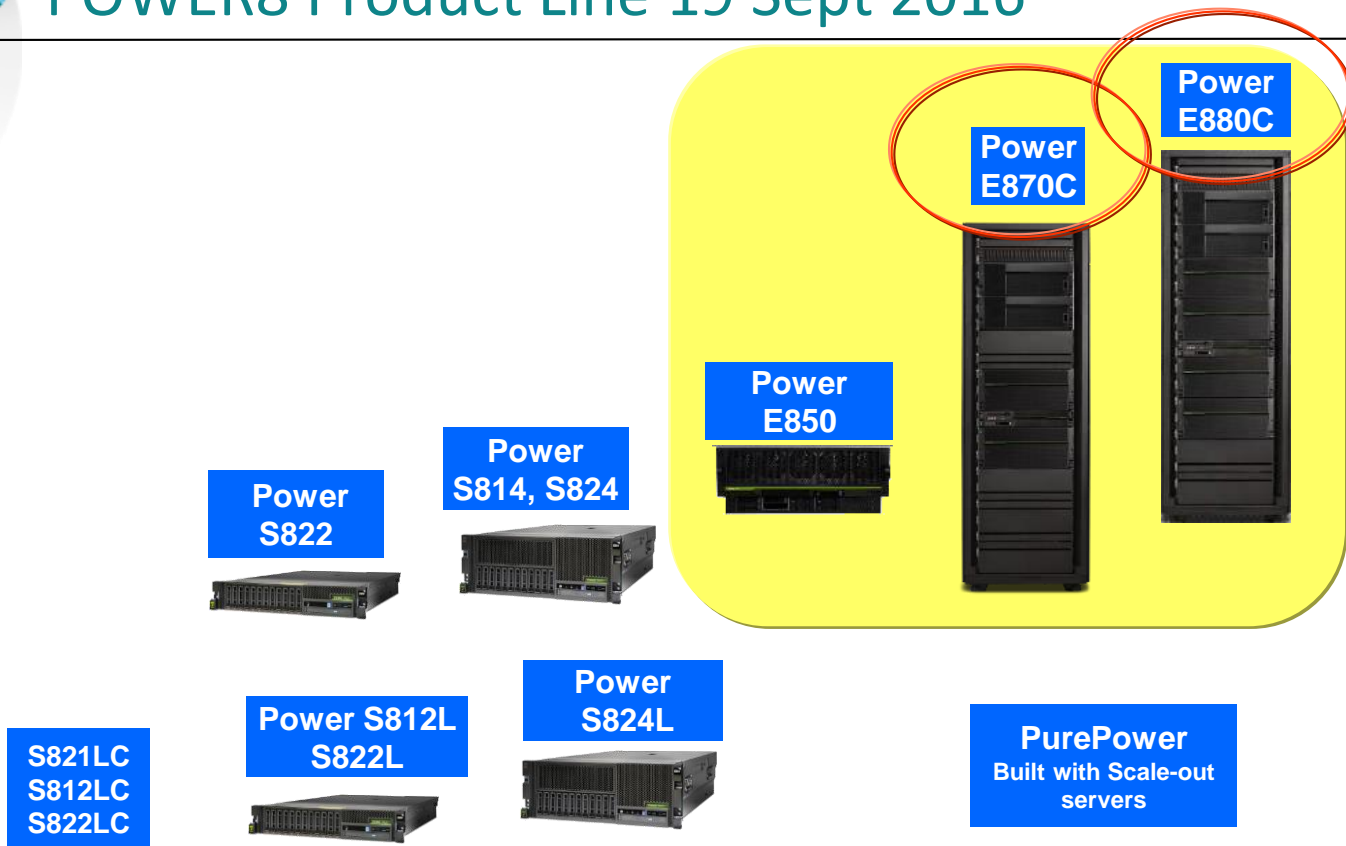 POWER8 Product Line 19 Sept 2016
Power
E880C
Power
E870C
Power
E850
Power
S814, S824
Power
S822
Power
S824L
Power S812L
S822L
S821LC
S812LC
S822LC
PurePower
Built with Scale-out
servers